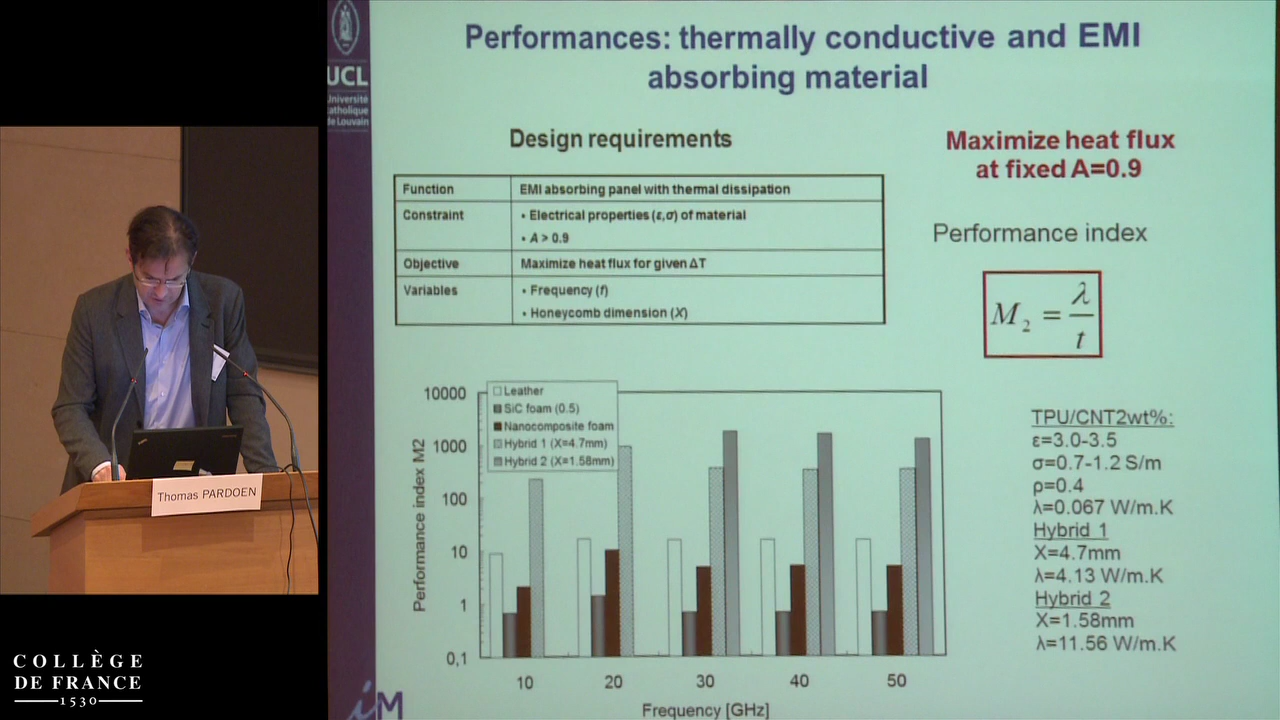 UCL
Université
catholique
de Louvain
Performances: thermally conductive and EMI
absorbing material
Design requirements
Function EMI absorbing panel with thermal dissipation
Constraint • Electrical properties (ε,σ) of material
• A > 0.9
Objective Maximize heat flux for given ΔT
Variables • Frequency (f)
• Honeycomb dimension (X)
Maximize heat flux
at fixed A=0.9
Performance index
M₂ = λ/t
Performance index M2
10000
1000
100
10
1
0,1
Leather
SiC foam (0.5)
Nanocomposite foam
Hybrid 1 (X=4.7mm)
Hybrid 2 (X=1.58mm)
10 20 30 40 50
Frequency [GHz]
TPU/CNT2wt%:
ε=3.0-3.5
σ=0.7-1.2 S/m
ρ=0.4
λ=0.067 W/m.K
Hybrid 1
X=4.7mm
λ=4.13 W/m.K
Hybrid 2
X=1.58mm
λ=11.56 W/m.K
iM
Thomas PARDOEN
COLLÈGE
DE FRANCE
1530